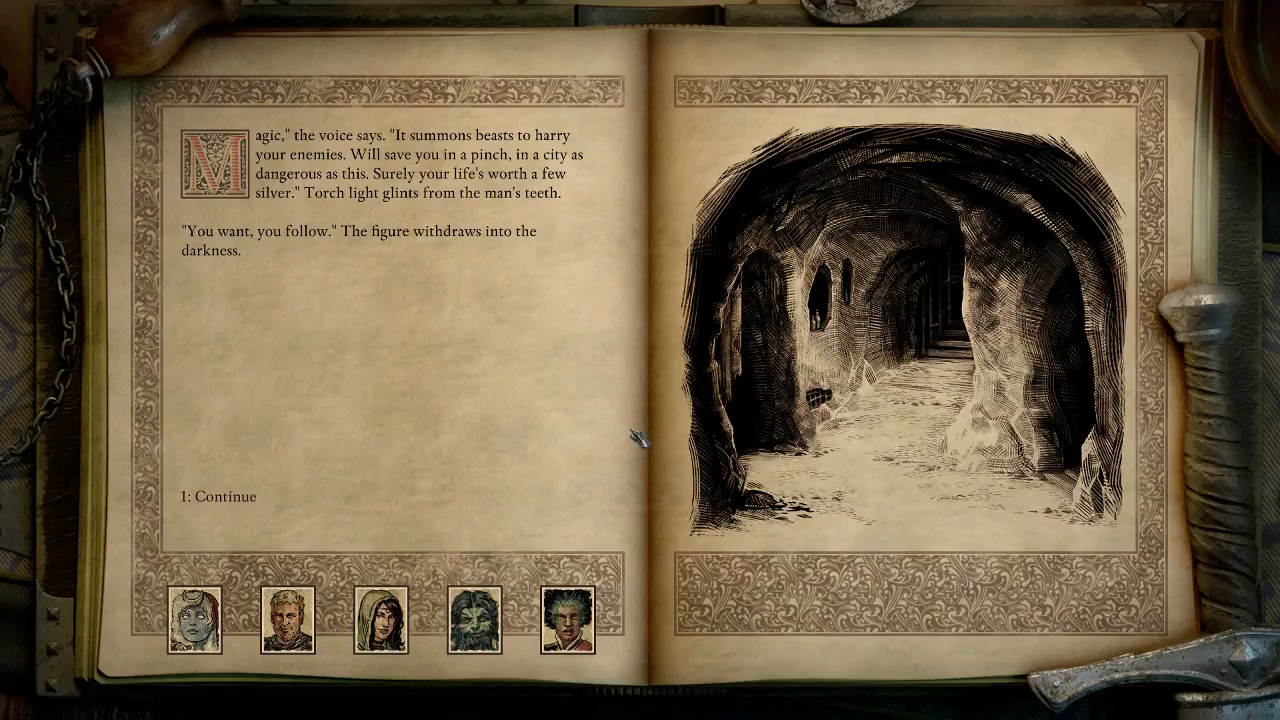 Magic," the voice says. "It summons beasts to harry
your enemies. Will save you in a pinch, in a city as
dangerous as this. Surely your life's worth a few
silver." Torch light glints from the man's teeth.
"You want, you follow." The figure withdraws into the
darkness.
1: Continue